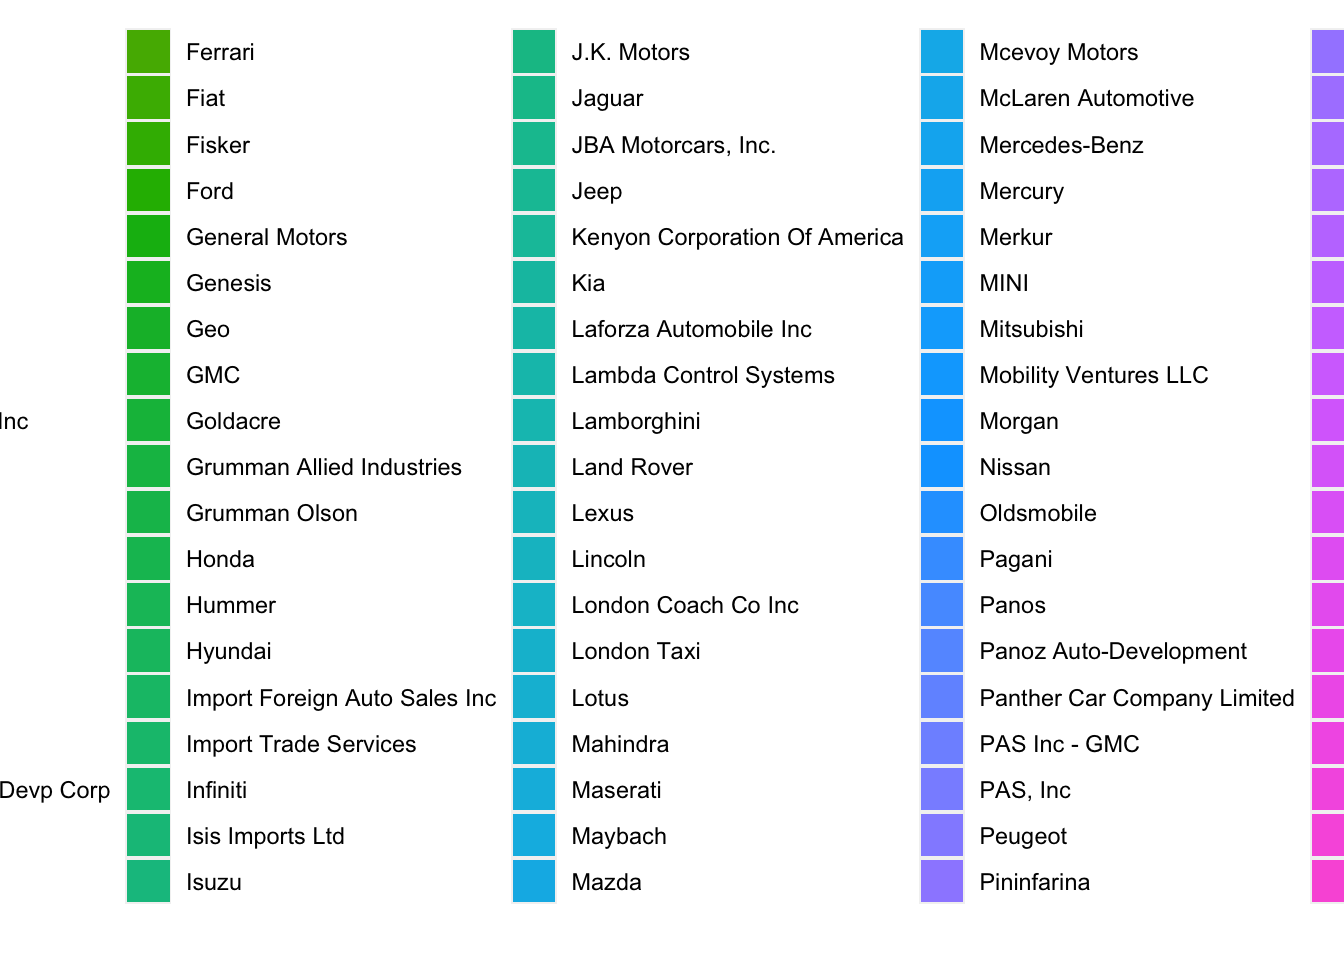 Inc
Devp Corp
Ferrari
Fiat
Fisker
Ford
General Motors
Genesis
Geo
GMC
Goldacre
Grumman Allied Industries
Grumman Olson
Honda
Hummer
Hyundai
Import Foreign Auto Sales Inc
Import Trade Services
Infiniti
Isis Imports Ltd
Isuzu
J.K. Motors
Jaguar
JBA Motorcars, Inc.
Jeep
Kenyon Corporation Of America
Kia
Laforza Automobile Inc
Lambda Control Systems
Lamborghini
Land Rover
Lexus
Lincoln
London Coach Co Inc
London Taxi
Lotus
Mahindra
Maserati
Maybach
Mazda
Mcevoy Motors
McLaren Automotive
Mercedes-Benz
Mercury
Merkur
MINI
Mitsubishi
Mobility Ventures LLC
Morgan
Nissan
Oldsmobile
Pagani
Panos
Panoz Auto-Development
Panther Car Company Limited
PAS Inc - GMC
PAS, Inc
Peugeot
Pininfarina